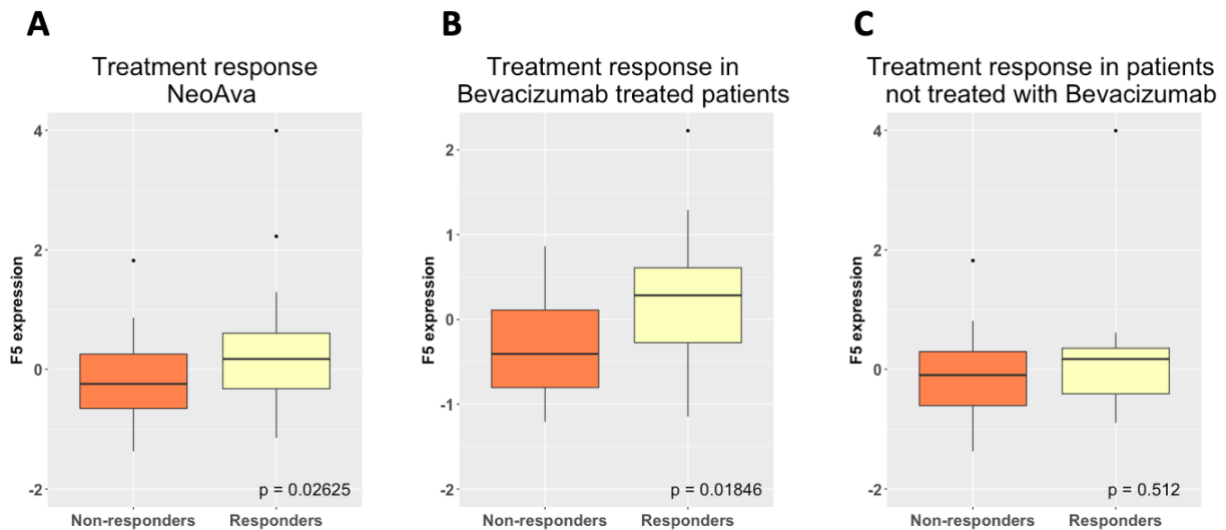 A
Treatment response
NeoAva
F5 expression
4
2
0
-2
p = 0.02625
Non-responders
Responders
B
Treatment response in
Bevacizumab treated patients
F5 expression
2
1
0
-1
-2
p = 0.01846
Non-responders
Responders
C
Treatment response in patients
not treated with Bevacizumab
F5 expression
4
2
0
-2
p = 0.512
Non-responders
Responders